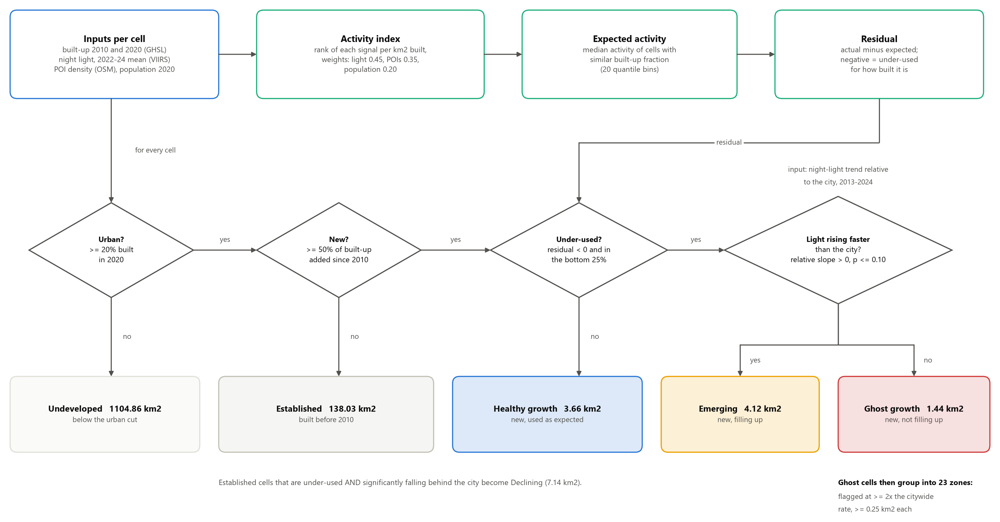 Inputs per cell
built-up 2010 and 2020 (GHSL)
night light, 2022-24 mean (VIIRS)
POI density (OSM), population 2020
Activity index
rank of each signal per km2 built,
weights: light 0.45, POIs 0.35,
population 0.20
Expected activity
median activity of cells with
similar built-up fraction
(20 quantile bins)
Residual
actual minus expected;
negative = under-used
for how built it is
for every cell
residual
input: night-light trend relative
to the city, 2013-2024
Urban?
>= 20% built
in 2020
yes
New?
>= 50% of built-up
added since 2010
yes
Under-used?
residual < 0 and in
the bottom 25%
yes
Light rising faster
than the city?
relative slope > 0, p <= 0.10
no
no
no
yes
no
Undeveloped 1104.86 km2
below the urban cut
Established 138.03 km2
built before 2010
Healthy growth 3.66 km2
new, used as expected
Emerging 4.12 km2
new, filling up
Ghost growth 1.44 km2
new, not filling up
Established cells that are under-used AND significantly falling behind the city become Declining (7.14 km2).
Ghost cells then group into 23 zones:
flagged at >= 2x the citywide
rate, >= 0.25 km2 each